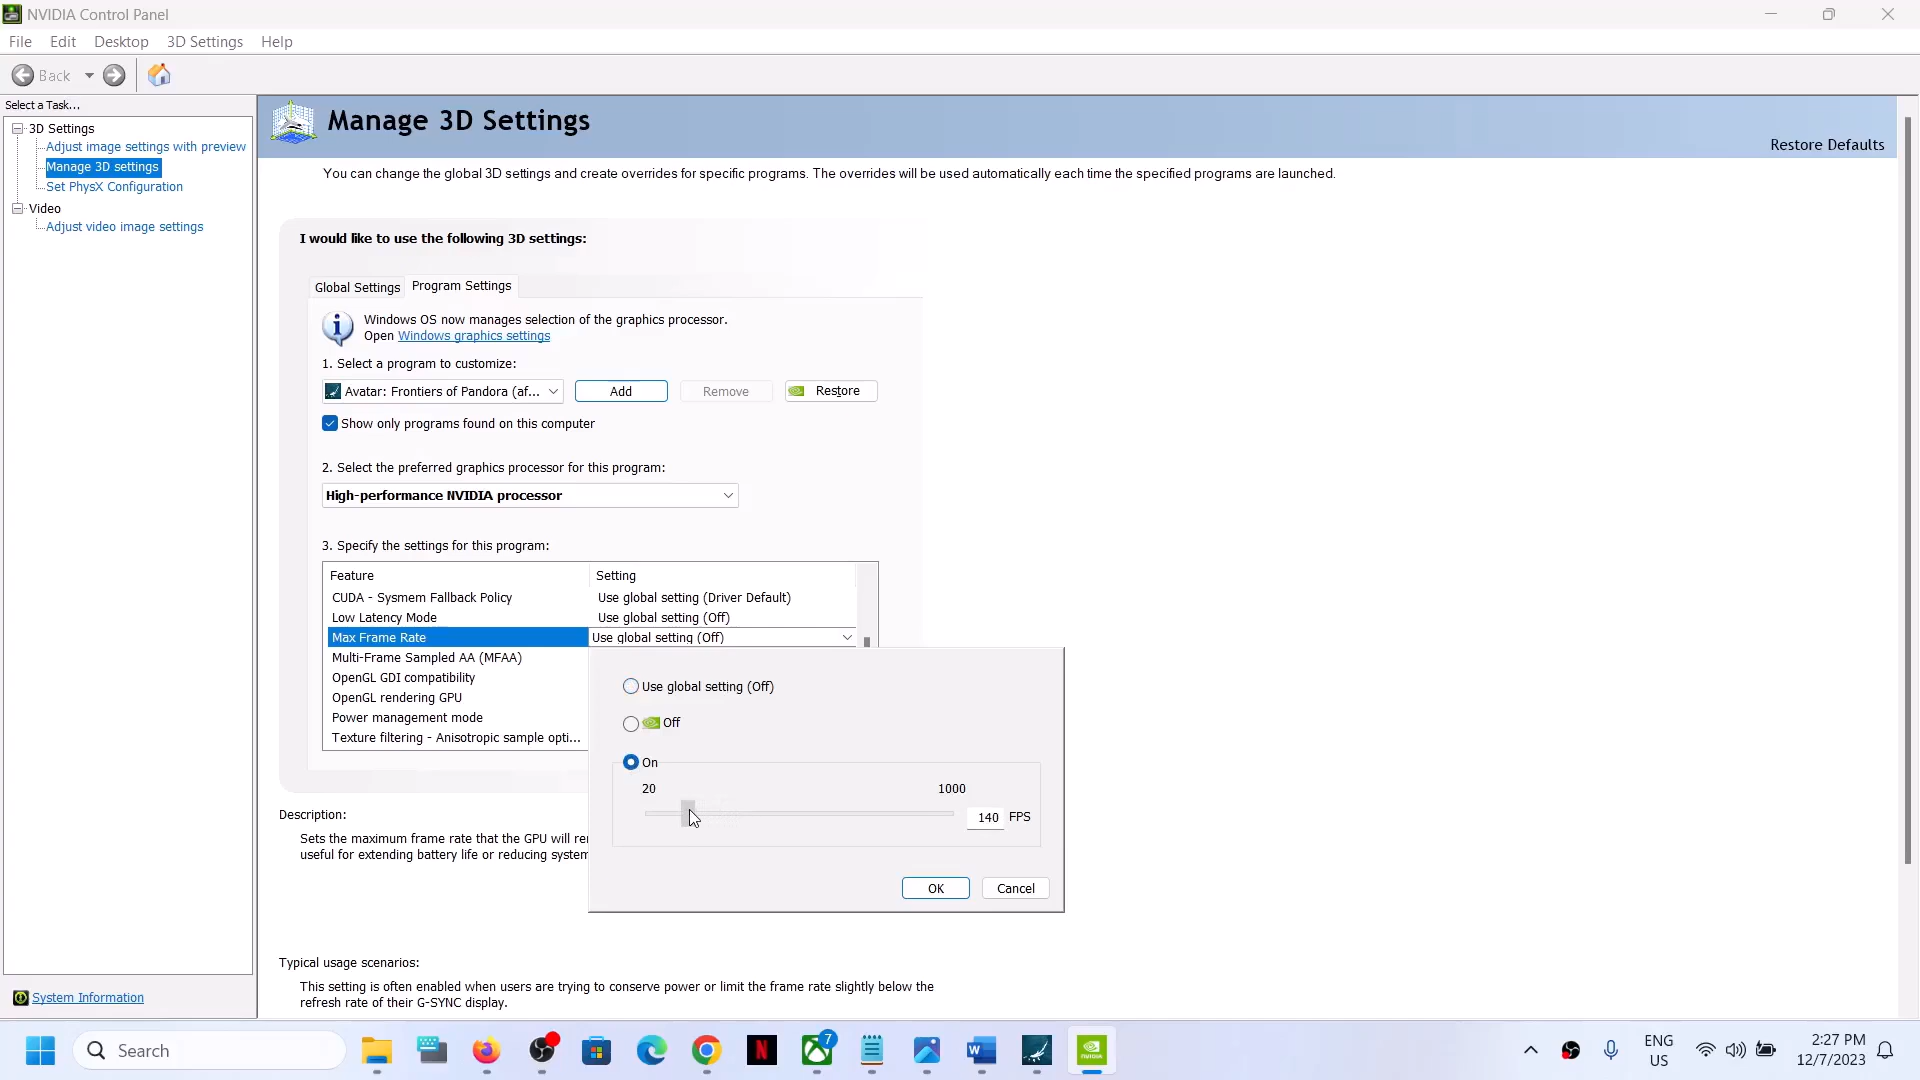 NVIDIA Control Panel
File Edit Desktop 3D Settings Help
Back
Select a Task...
3D Settings
Adjust image settings with preview
Manage 3D settings
Set PhysX Configuration
Video
Adjust video image settings
System Information
Manage 3D Settings
Restore Defaults
You can change the global 3D settings and create overrides for specific programs. The overrides will be used automatically each time the specified programs are launched.
I would like to use the following 3D settings:
Global Settings Program Settings
Windows OS now manages selection of the graphics processor.
Open Windows graphics settings
1. Select a program to customize:
Avatar: Frontiers of Pandora (af... Add Remove Restore
Show only programs found on this computer
2. Select the preferred graphics processor for this program:
High-performance NVIDIA processor
3. Specify the settings for this program:
Feature Setting
CUDA - Sysmem Fallback Policy Use global setting (Driver Default)
Low Latency Mode Use global setting (Off)
Max Frame Rate Use global setting (Off)
Multi-Frame Sampled AA (MFAA)
OpenGL GDI compatibility
OpenGL rendering GPU
Power management mode
Texture filtering - Anisotropic sample opti...
Use global setting (Off)
Off
On
20 1000
140 FPS
OK Cancel
Description:
Sets the maximum frame rate that the GPU will
useful for extending battery life or reducing system
Typical usage scenarios:
This setting is often enabled when users are trying to conserve power or limit the frame rate slightly below the
refresh rate of their G-SYNC display.
Search
7
ENG
US
2:27 PM
12/7/2023